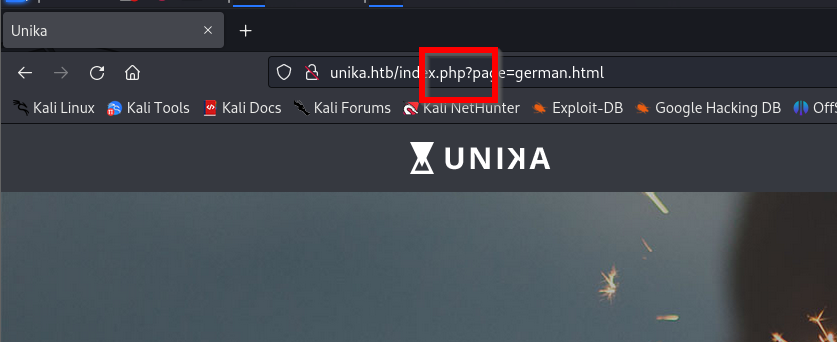 Unika
unika.htb/index.php?page=german.html
Kali Linux Kali Tools Kali Docs Kali Forums Kali NetHunter Exploit-DB Google Hacking DB OffS
UNIKA